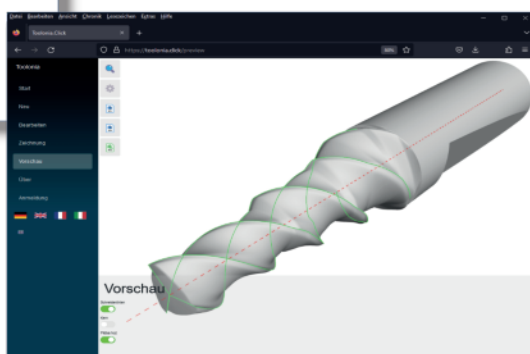 Datei Bearbeiten Ansicht Chronik Lesezeichen Extras Hilfe
Toolonia.Click
https://toolonia.click/preview
Toolonia
Start
New
Bearbeiten
Zeichnung
Vorschau
Über
Anmeldung
Vorschau